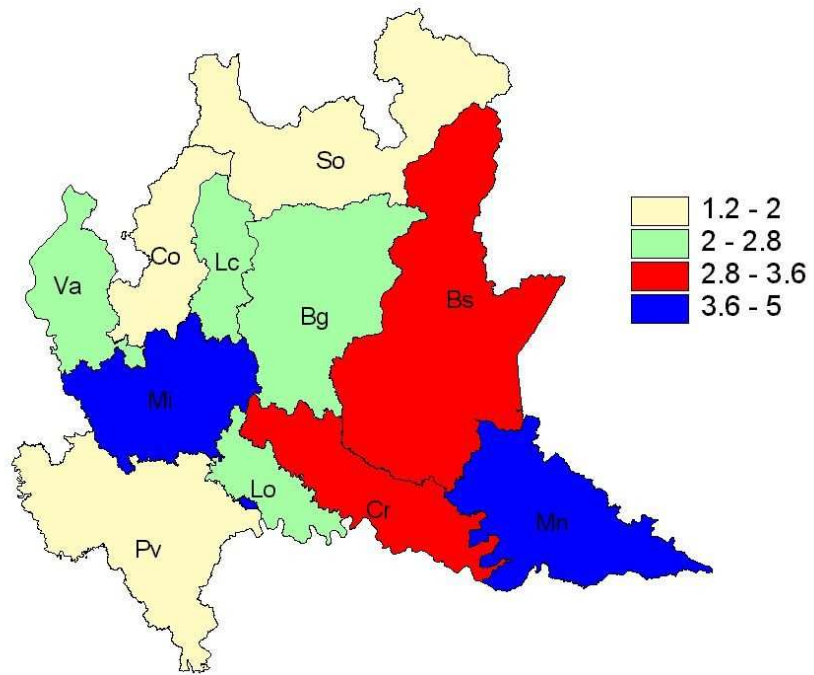 So
Co
Lc
Va
Bg
Bs
Mi
Lo
Cr
Mn
Pv
1.2 - 2
2 - 2.8
2.8 - 3.6
3.6 - 5